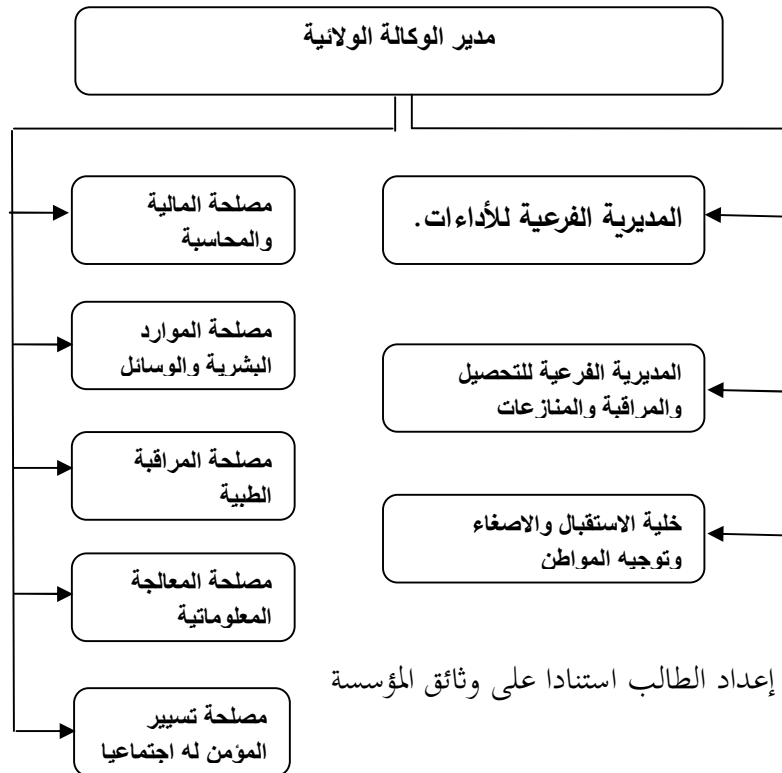 مدير الوكالة الولائية
المديرية الفرعية للأداءات.
المديرية الفرعية للتحصيل
والمراقبة والمنازعات
خلية الاستقبال والاصغاء
وتوجيه المواطن
مصلحة المالية
والمحاسبة
مصلحة الموارد
البشرية والوسائل
مصلحة المراقبة
الطبية
مصلحة المعالجة
المعلوماتية
مصلحة تسيير
المؤمن له اجتماعيا
إعداد الطالب استنادا على وثائق المؤسسة